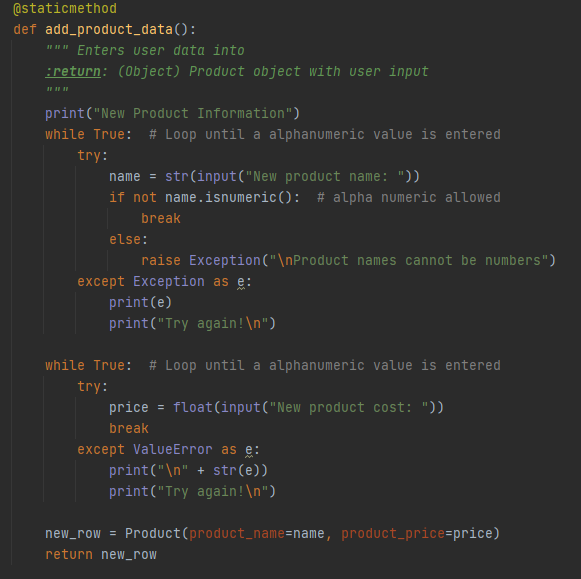 @staticmethod
def add_product_data():
    """ Enters user data into
    :return: (Object) Product object with user input
    """
    print("New Product Information")
    while True:  # Loop until a alphanumeric value is entered
        try:
            name = str(input("New product name: "))
            if not name.isnumeric():  # alpha numeric allowed
                break
            else:
                raise Exception("\nProduct names cannot be numbers")
        except Exception as e:
            print(e)
            print("Try again!\n")

    while True:  # Loop until a alphanumeric value is entered
        try:
            price = float(input("New product cost: "))
            break
        except ValueError as e:
            print("\n" + str(e))
            print("Try again!\n")

    new_row = Product(product_name=name, product_price=price)
    return new_row